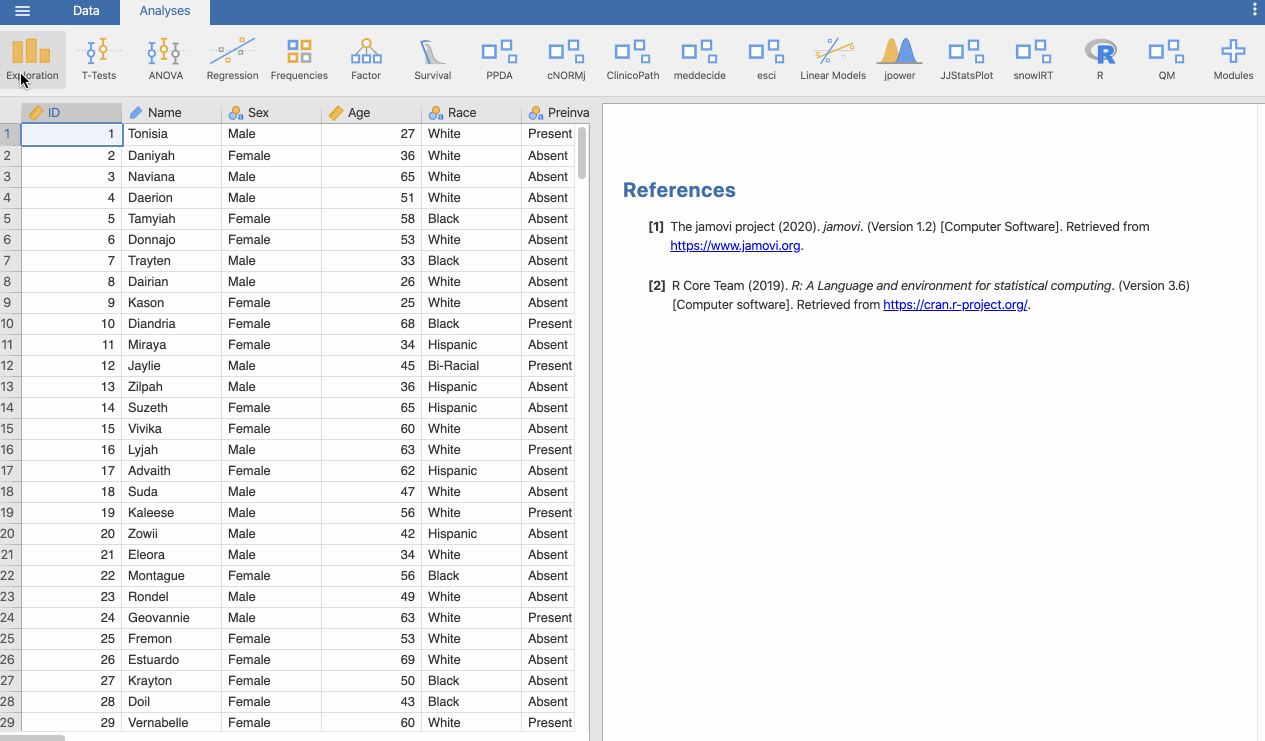 Data Analyses
Exploration T-Tests ANOVA Regression Frequencies Factor Survival PPDA cNORMj ClinicoPath meddecide esci Linear Models jpower JJStatsPlot snowIRT R QM Modules
ID Name Sex Age Race Preinva
1 1 Tonisia Male 27 White Present
2 2 Daniyah Female 36 White Absent
3 3 Naviana Male 65 White Absent
4 4 Daerion Male 51 White Absent
5 5 Tamyiah Female 58 Black Absent
6 6 Donnajo Female 53 White Absent
7 7 Trayten Male 33 Black Absent
8 8 Dairian Male 26 White Absent
9 9 Kason Female 25 White Absent
10 10 Diandria Female 68 Black Present
11 11 Miraya Female 34 Hispanic Absent
12 12 Jaylie Male 45 Bi-Racial Present
13 13 Zilpah Male 36 Hispanic Absent
14 14 Suzeth Female 65 Hispanic Absent
15 15 Vivika Female 60 White Absent
16 16 Lyjah Male 63 White Present
17 17 Advaith Female 62 Hispanic Absent
18 18 Suda Male 47 White Absent
19 19 Kaleese Male 56 White Present
20 20 Zowii Male 42 Hispanic Absent
21 21 Eleora Male 34 White Absent
22 22 Montague Female 56 Black Absent
23 23 Rondel Male 49 White Absent
24 24 Geovannie Male 63 White Present
25 25 Fremon Female 53 White Absent
26 26 Estuardo Female 69 White Absent
27 27 Krayton Female 50 Black Absent
28 28 Doil Female 43 Black Absent
29 29 Vernabelle Female 60 White Present
References
[1] The jamovi project (2020). jamovi. (Version 1.2) [Computer Software]. Retrieved from
https://www.jamovi.org.
[2] R Core Team (2019). R: A Language and environment for statistical computing. (Version 3.6)
[Computer software]. Retrieved from https://cran.r-project.org/.